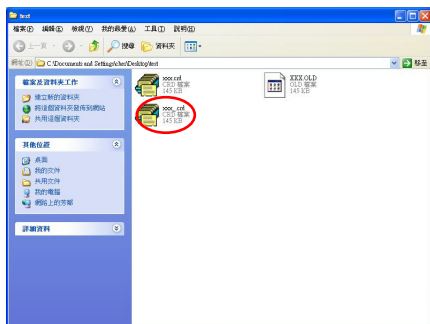 test
檔案(F) 編輯(E) 檢視(V) 我的最愛(A) 工具(T) 說明(H)
上一頁 搜尋 資料夾
網址(D) C:\Documents and Settings\chen\Desktop\test 移至
檔案及資料夾工作
建立新的資料夾
將這個資料夾發佈到網站
共用這個資料夾
其他位置
桌面
我的文件
共用文件
我的電腦
網路上的芳鄰
詳細資料
xxx.crd
CRD 檔案
145 KB
XXX.OLD
OLD 檔案
145 KB
xxx_.crd
CRD 檔案
145 KB